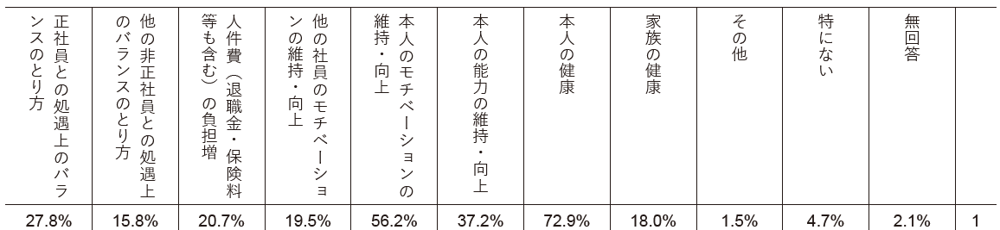 正社員との処遇上のバラ
ンスのとり方
他の非正社員との処遇上
のバランスのとり方
人件費（退職金・保険料
等も含む）の負担増
他の社員のモチベーショ
ンの維持・向上
本人のモチベーションの
維持・向上
本人の能力の維持・向上
本人の健康
家族の健康
その他
特にない
無回答
27.8% 15.8% 20.7% 19.5% 56.2% 37.2% 72.9% 18.0% 1.5% 4.7% 2.1% 1